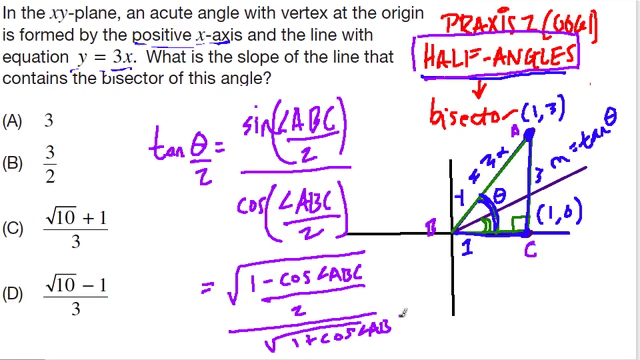 In the xy-plane, an acute angle with vertex at the origin
is formed by the positive x-axis and the line with
equation y = 3x. What is the slope of the line that
contains the bisector of this angle?
(A) 3
(B) 3/2
(C) (√10 + 1)/3
(D) (√10 − 1)/3
HALF-ANGLES
bisector
(1,3)
A
m = tan θ
3
θ
(1,0)
B
1
C
tan θ/2 = sin(∠ABC/2)
cos(∠ABC/2)
= √(1 - cos∠ABC
2
√1 + cos∠AB